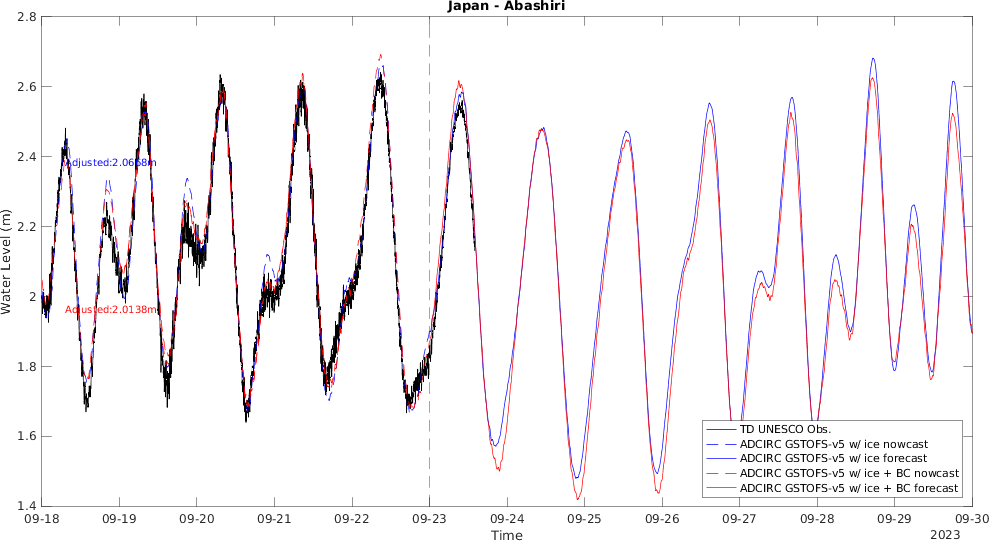 Japan - Abashiri
Water Level (m)
2.8
2.6
2.4
2.2
2
1.8
1.6
1.4
Adjusted:2.0668m
Adjusted:2.0138m
TD UNESCO Obs.
ADCIRC GSTOFS-v5 w/ ice nowcast
ADCIRC GSTOFS-v5 w/ ice forecast
ADCIRC GSTOFS-v5 w/ ice + BC nowcast
ADCIRC GSTOFS-v5 w/ ice + BC forecast
09-18 09-19 09-20 09-21 09-22 09-23 09-24 09-25 09-26 09-27 09-28 09-29 09-30
Time
2023